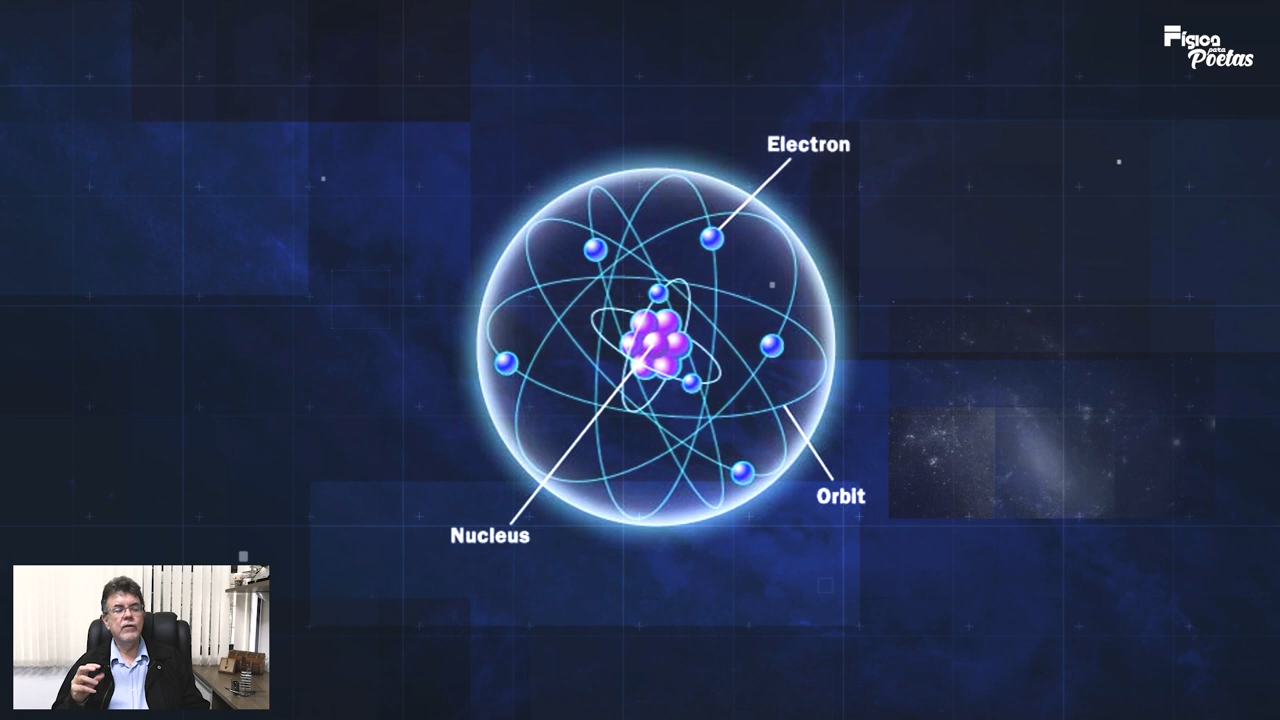 Física
para
Poetas
Electron
Orbit
Nucleus